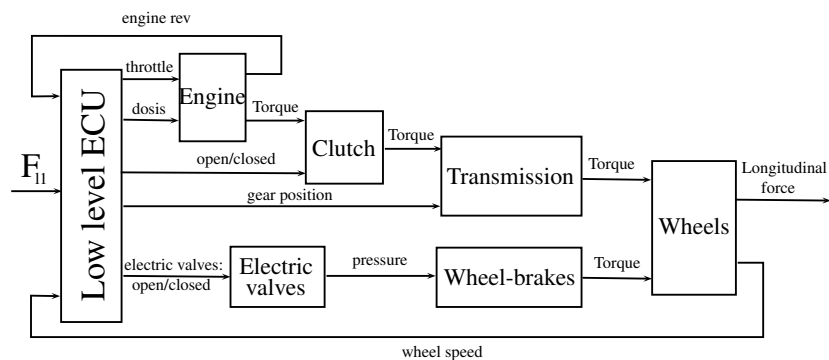 engine rev
throttle
Engine
dosis
Torque
Low level ECU
F11
open/closed
Clutch
Torque
gear position
Transmission
Torque
Wheels
Longitudinal
force
electric valves:
open/closed
Electric
valves
pressure
Wheel-brakes
Torque
wheel speed